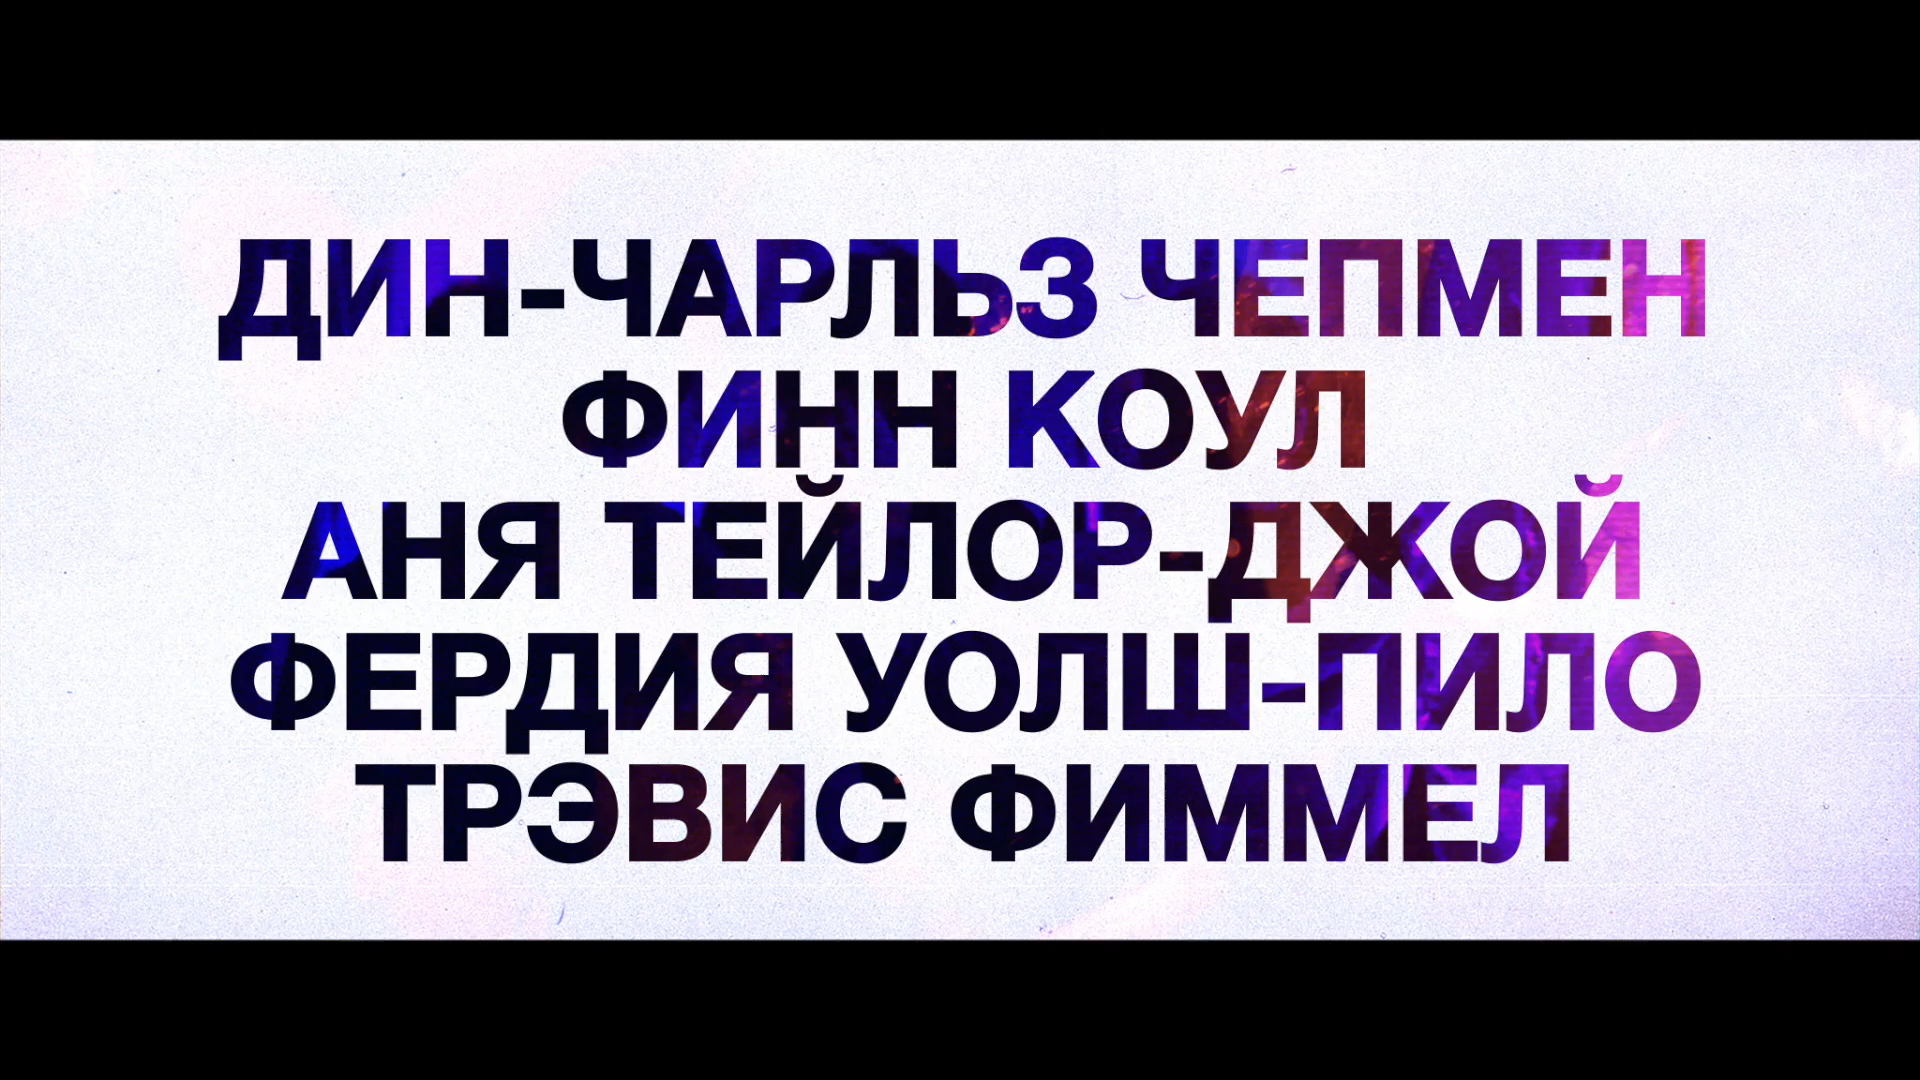 ДИН-ЧАРЛЬЗ ЧЕПМЕН
ФИНН КОУЛ
АНЯ ТЕЙЛОР-ДЖОЙ
ФЕРДИЯ УОЛШ-ПИЛО
ТРЭВИС ФИММЕЛ